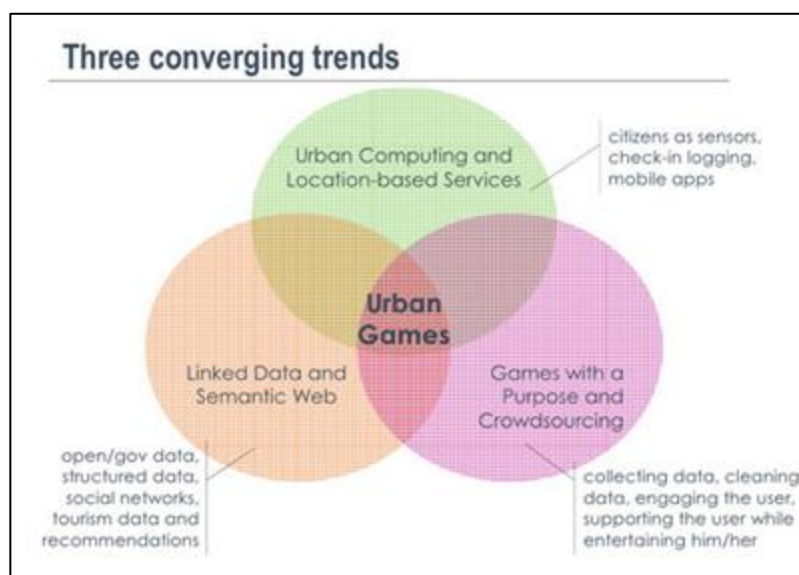 Three converging trends
Urban Computing and
Location-based Services
citizens as sensors,
check-in logging,
mobile apps
Urban
Games
Linked Data and
Semantic Web
Games with a
Purpose and
Crowdsourcing
open/gov data,
structured data,
social networks,
tourism data and
recommendations
collecting data, cleaning
data, engaging the user,
supporting the user while
entertaining him/her